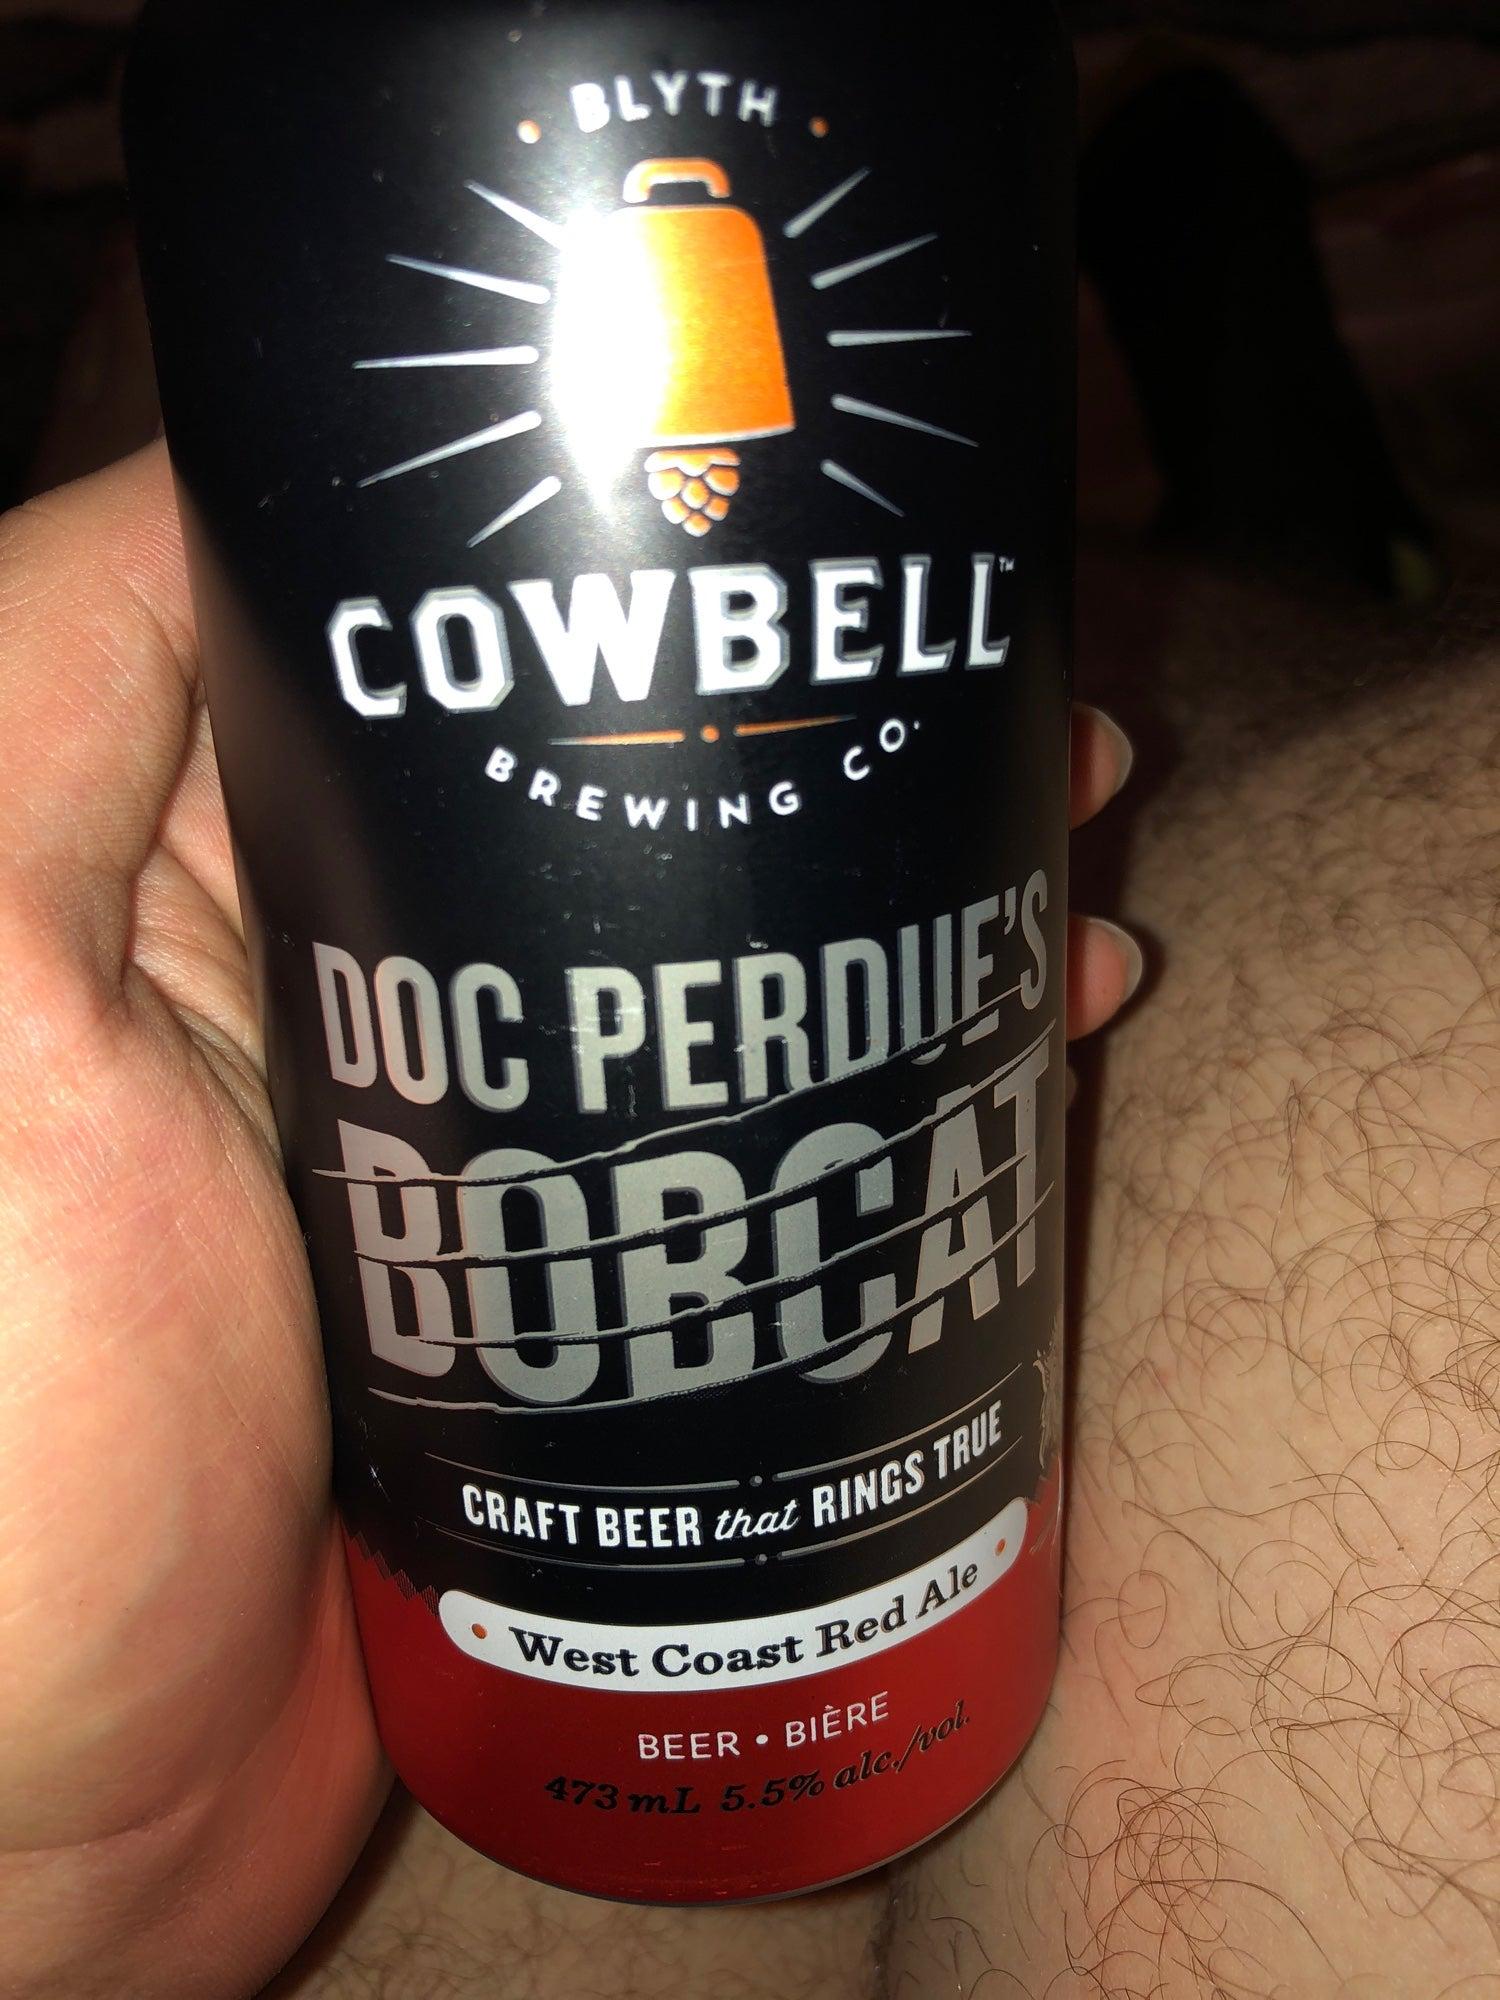 • BLYTH •
COWBELL™
BREWING CO.
DOC PERDUE'S
BOBCAT
CRAFT BEER that RINGS TRUE
• West Coast Red Ale •
BEER • BIÈRE
473 mL 5.5% alc./vol.